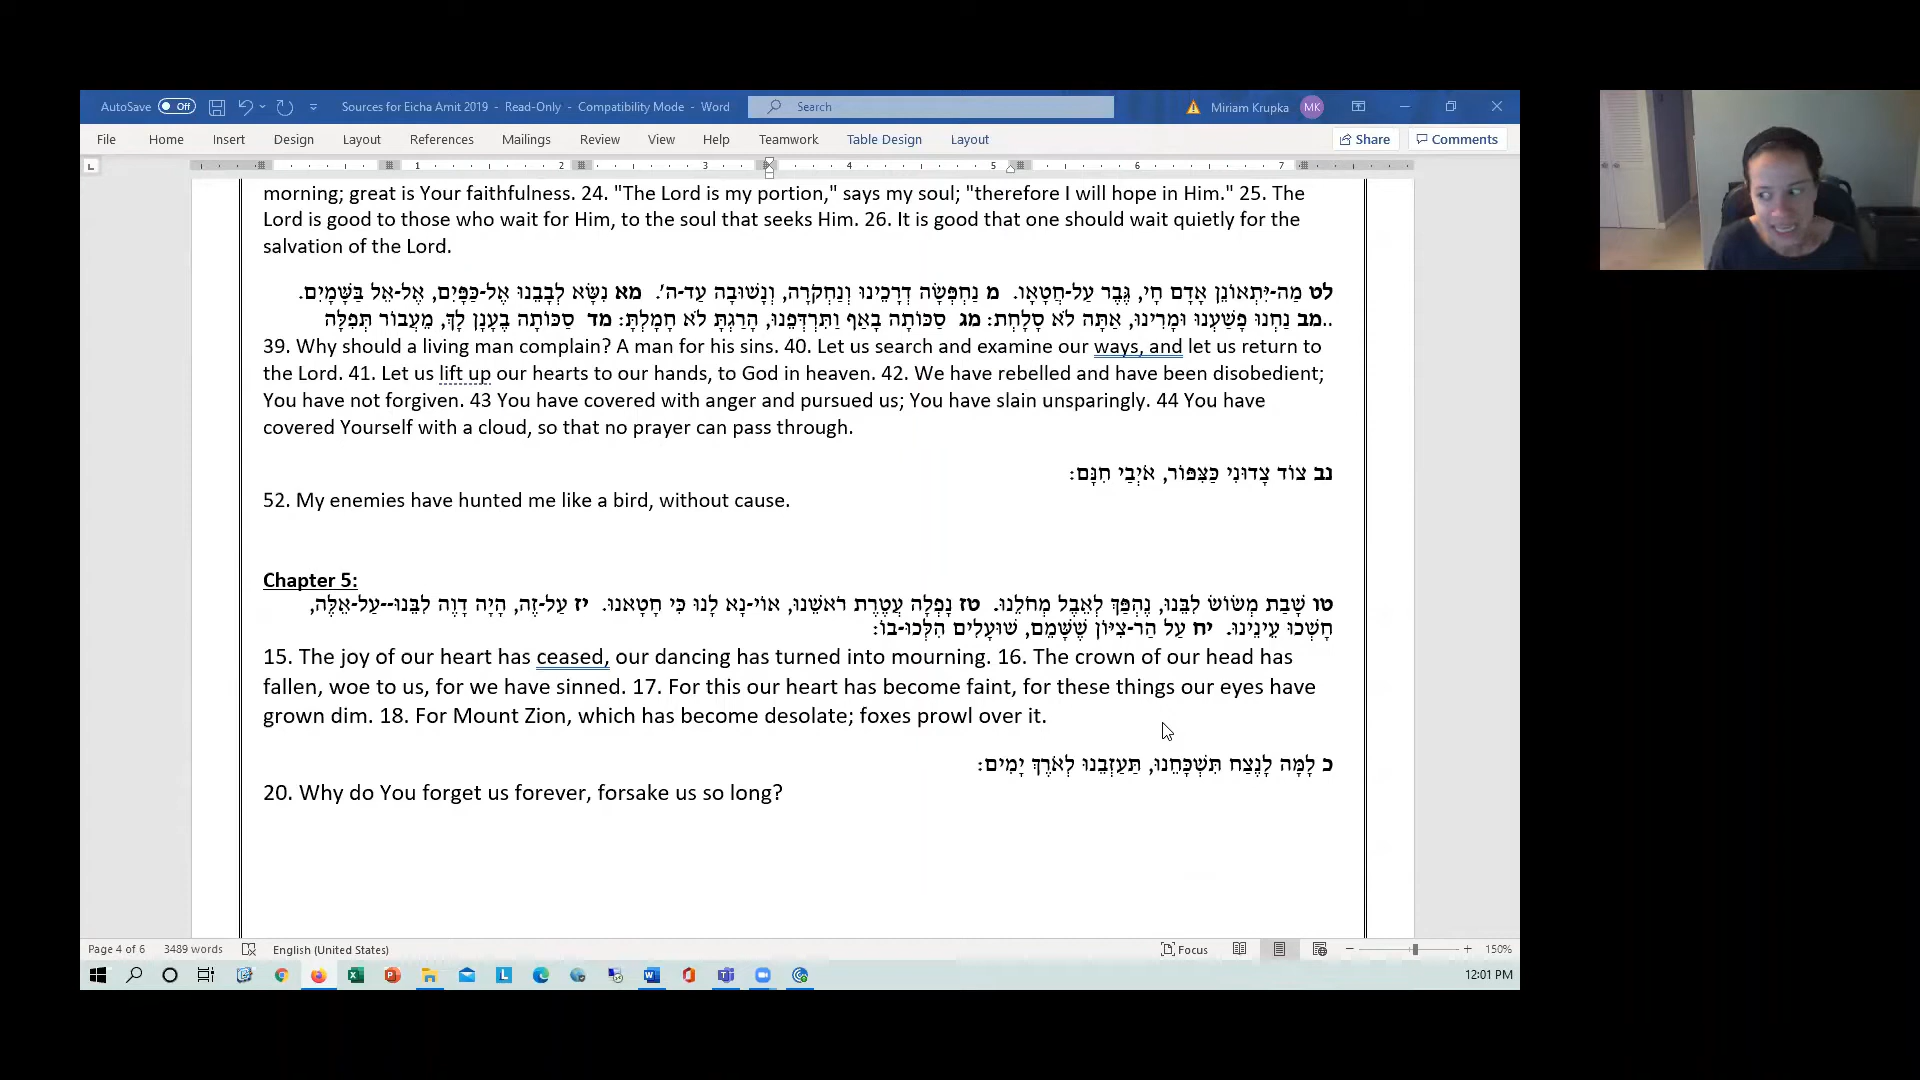 AutoSave Off Sources for Eicha Amit 2019 - Read-Only - Compatibility Mode - Word Search Miriam Krupka MK
File Home Insert Design Layout References Mailings Review View Help Teamwork Table Design Layout Share Comments
1 2 3 4 5 6 7
morning; great is Your faithfulness. 24. "The Lord is my portion," says my soul; "therefore I will hope in Him." 25. The
Lord is good to those who wait for Him, to the soul that seeks Him. 26. It is good that one should wait quietly for the
salvation of the Lord.
לט מַה-יִּתְאוֹנֵן אָדָם חָי, גֶּבֶר עַל-חֲטָאָו. מ נַחְפְּשָׂה דְרָכֵינוּ וְנַחְקֹרָה, וְנָשׁוּבָה עַד-ה'. מא נִשָּׂא לְבָבֵנוּ אֶל-כַּפָּיִם, אֶל-אֵל בַּשָּׁמָיִם.
..מב נַחְנוּ פָשַׁעְנוּ וּמָרִינוּ, אַתָּה לֹא סָלָחְתָּ: מג סַכּוֹתָה בָאַף וַתִּרְדְּפֵנוּ, הָרַגְתָּ לֹא חָמָלְתָּ: מד סַכּוֹתָה בֶעָנָן לָךְ, מֵעֲבוֹר תְּפִלָּה
39. Why should a living man complain? A man for his sins. 40. Let us search and examine our ways, and let us return to
the Lord. 41. Let us lift up our hearts to our hands, to God in heaven. 42. We have rebelled and have been disobedient;
You have not forgiven. 43 You have covered with anger and pursued us; You have slain unsparingly. 44 You have
covered Yourself with a cloud, so that no prayer can pass through.
נב צוֹד צָדוּנִי כַּצִּפּוֹר, אֹיְבַי חִנָּם:
52. My enemies have hunted me like a bird, without cause.
Chapter 5:
טו שָׁבַת מְשׂוֹשׂ לִבֵּנוּ, נֶהְפַּךְ לְאֵבֶל מְחֹלֵנוּ. טז נָפְלָה עֲטֶרֶת רֹאשֵׁנוּ, אוֹי-נָא לָנוּ כִּי חָטָאנוּ. יז עַל-זֶה, הָיָה דָוֶה לִבֵּנוּ--עַל-אֵלֶּה,
חָשְׁכוּ עֵינֵינוּ. יח עַל הַר-צִיּוֹן שֶׁשָּׁמֵם, שׁוּעָלִים הִלְּכוּ-בוֹ:
15. The joy of our heart has ceased, our dancing has turned into mourning. 16. The crown of our head has
fallen, woe to us, for we have sinned. 17. For this our heart has become faint, for these things our eyes have
grown dim. 18. For Mount Zion, which has become desolate; foxes prowl over it.
כ לָמָּה לָנֶצַח תִּשְׁכָּחֵנוּ, תַּעַזְבֵנוּ לְאֹרֶךְ יָמִים:
20. Why do You forget us forever, forsake us so long?
Page 4 of 6 3489 words English (United States) Focus 150%
12:01 PM